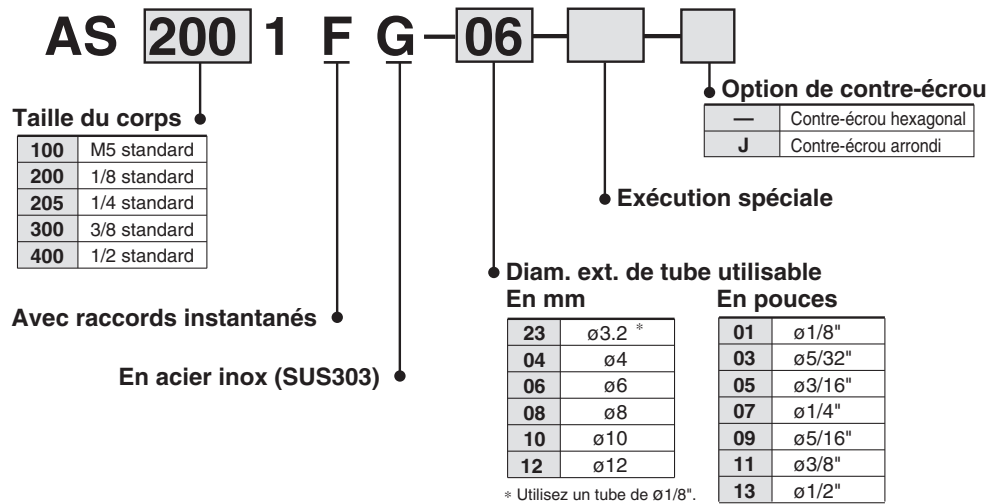 AS 200 1 F G－06－ －
Option de contre-écrou
— Contre-écrou hexagonal
J Contre-écrou arrondi
Taille du corps
100 M5 standard
200 1/8 standard
205 1/4 standard
300 3/8 standard
400 1/2 standard
Exécution spéciale
Diam. ext. de tube utilisable
En mm
23 ø3.2 *
04 ø4
06 ø6
08 ø8
10 ø10
12 ø12
* Utilisez un tube de Ø1/8".
En pouces
01 ø1/8"
03 ø5/32"
05 ø3/16"
07 ø1/4"
09 ø5/16"
11 ø3/8"
13 ø1/2"
Avec raccords instantanés
En acier inox (SUS303)